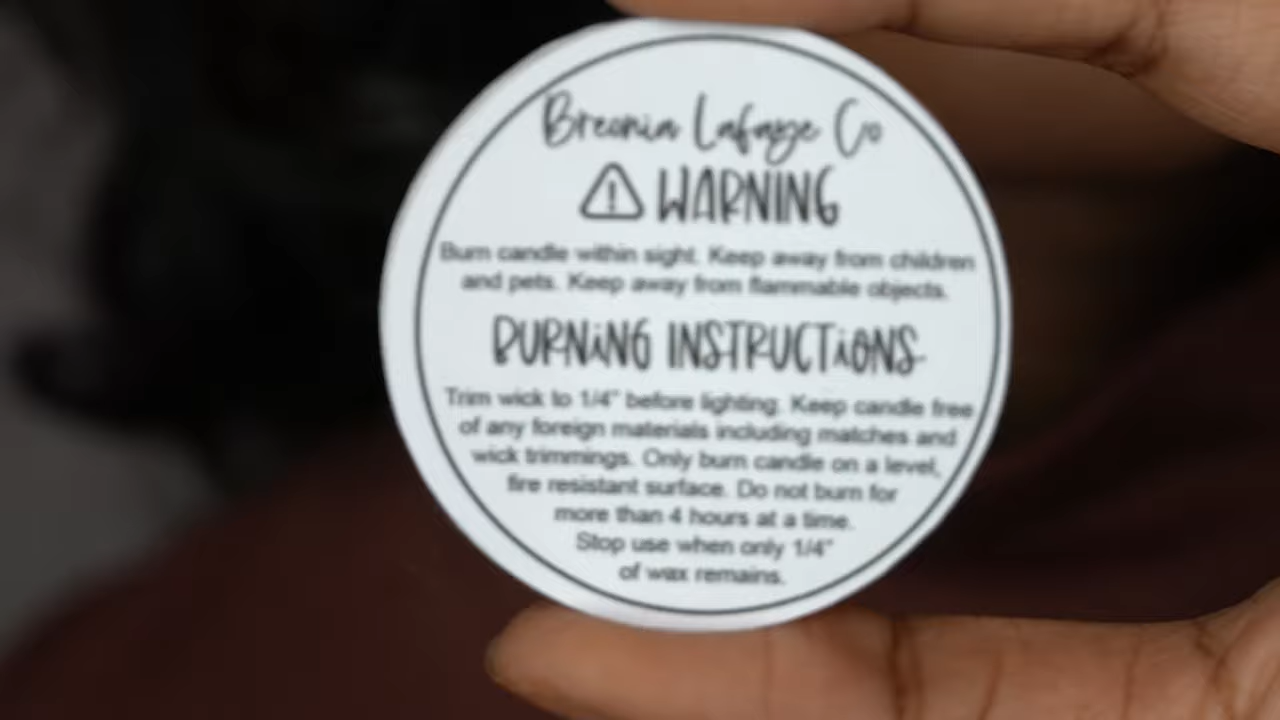 Breonia Lafaye Co
WARNING
Burn candle within sight. Keep away from children
and pets. Keep away from flammable objects.
BURNiNG INSTRUCTiONS
Trim wick to 1/4" before lighting. Keep candle free
of any foreign materials including matches and
wick trimmings. Only burn candle on a level,
fire resistant surface. Do not burn for
more than 4 hours at a time.
Stop use when only 1/4"
of wax remains.